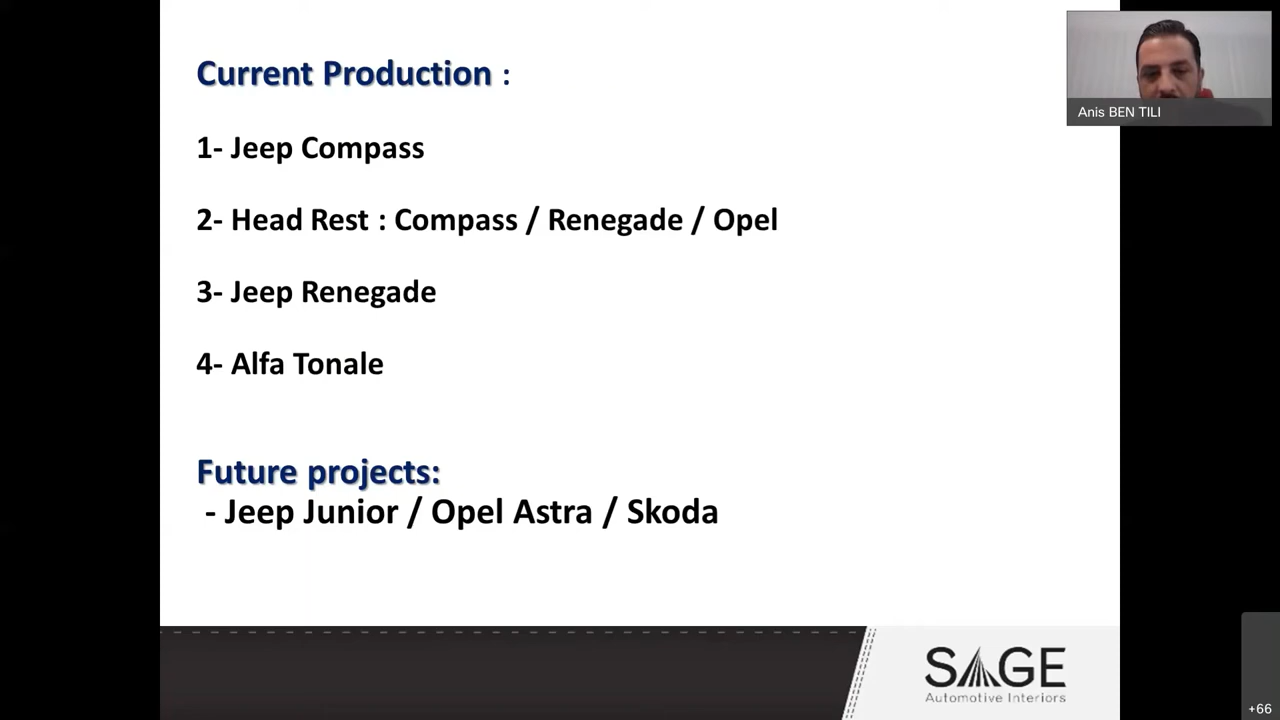 Current Production :
1- Jeep Compass
2- Head Rest : Compass / Renegade / Opel
3- Jeep Renegade
4- Alfa Tonale
Future projects:
- Jeep Junior / Opel Astra / Skoda
SAGE
Automotive Interiors
Anis BEN TILI
+66